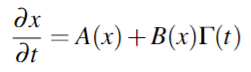 ∂x/∂t = A(x) + B(x)Γ(t)